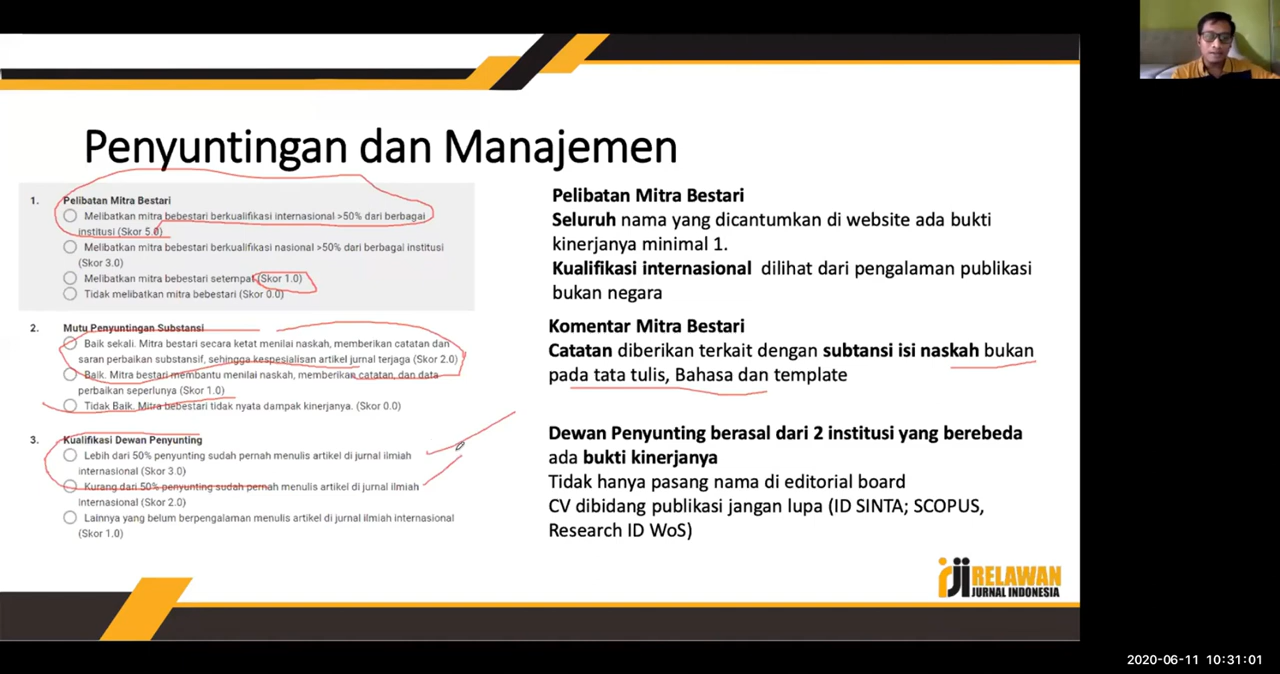 Penyuntingan dan Manajemen
1. Pelibatan Mitra Bestari
Melibatkan mitra bebestari berkualifikasi internasional >50% dari berbagai
institusi (Skor 5.0)
Melibatkan mitra bebestari berkualifikasi nasional >50% dari berbagai institusi
(Skor 3.0)
Melibatkan mitra bebestari setempat (Skor 1.0)
Tidak melibatkan mitra bebestari (Skor 0.0)
2. Mutu Penyuntingan Substansi
Baik sekali. Mitra bestari secara ketat menilai naskah, memberikan catatan dan
saran perbaikan substansif, sehingga kespesialisan artikel jurnal terjaga (Skor 2.0)
Baik. Mitra bestari membantu menilai naskah, memberikan catatan, dan data
perbaikan seperlunya (Skor 1.0)
Tidak Baik. Mitra bebestari tidak nyata dampak kinerjanya. (Skor 0.0)
3. Kualifikasi Dewan Penyunting
Lebih dari 50% penyunting sudah pernah menulis artikel di jurnal ilmiah
internasional (Skor 3.0)
Kurang dari 50% penyunting sudah pernah menulis artikel di jurnal ilmiah
Internasional (Skor 2.0)
Lainnya yang belum berpengalaman menulis artikel di jurnal ilmiah internasional
(Skor 1.0)
Pelibatan Mitra Bestari
Seluruh nama yang dicantumkan di website ada bukti
kinerjanya minimal 1.
Kualifikasi internasional dilihat dari pengalaman publikasi
bukan negara
Komentar Mitra Bestari
Catatan diberikan terkait dengan subtansi isi naskah bukan
pada tata tulis, Bahasa dan template
Dewan Penyunting berasal dari 2 institusi yang berebeda
ada bukti kinerjanya
Tidak hanya pasang nama di editorial board
CV dibidang publikasi jangan lupa (ID SINTA; SCOPUS,
Research ID WoS)
rji RELAWAN
JURNAL INDONESIA
2020-06-11 10:31:01